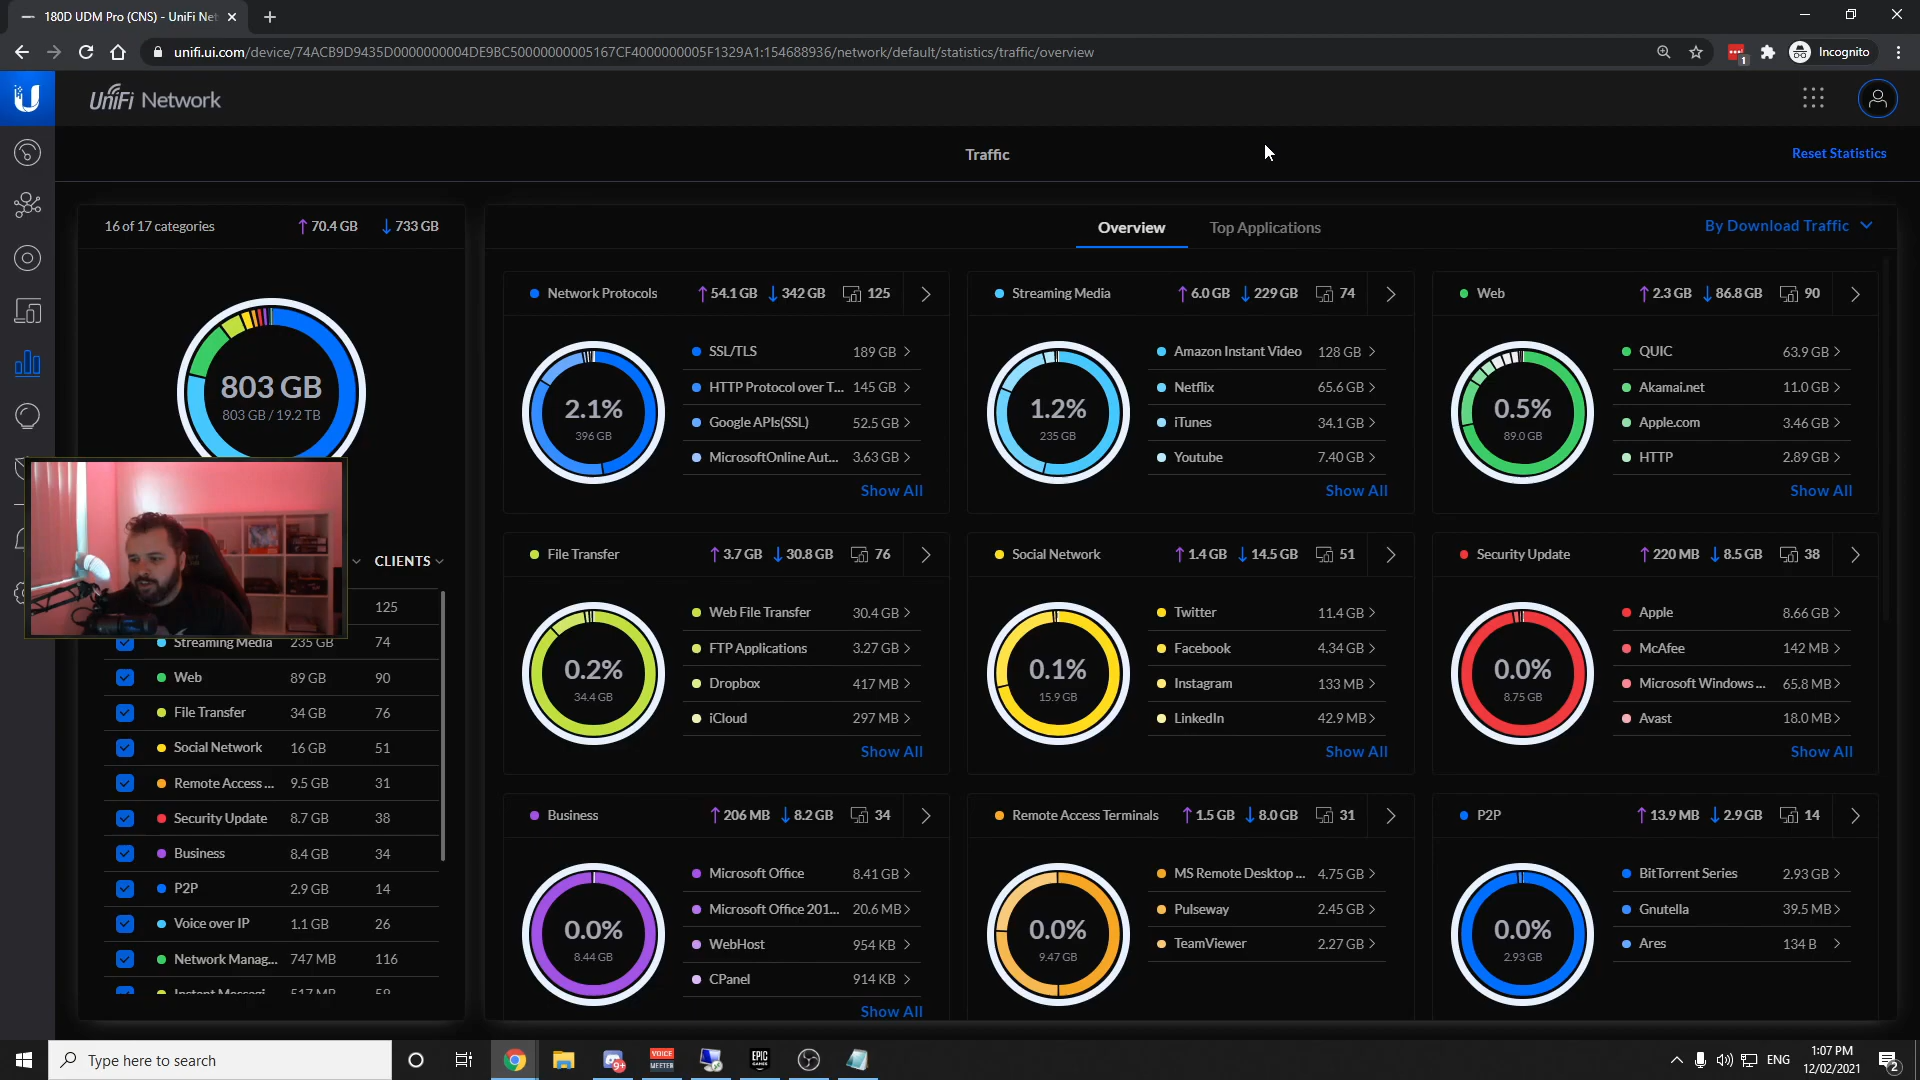 180D UDM Pro (CNS) - UniFi Net
unifi.ui.com/device/74ACB9D9435D0000000004DE9BC50000000005167CF4000000005F1329A1:154688936/network/default/statistics/traffic/overview
1
Incognito
U
UniFi Network
Traffic
Reset Statistics
16 of 17 categories
70.4 GB
733 GB
803 GB
803 GB / 19.2 TB
CLIENTS
125
Streaming Media 235 GB 74
Web 89 GB 90
File Transfer 34 GB 76
Social Network 16 GB 51
Remote Access ... 9.5 GB 31
Security Update 8.7 GB 38
Business 8.4 GB 34
P2P 2.9 GB 14
Voice over IP 1.1 GB 26
Network Manag... 747 MB 116
Overview
Top Applications
By Download Traffic
Network Protocols 54.1 GB 342 GB 125
2.1%
396 GB
SSL/TLS 189 GB
HTTP Protocol over T... 145 GB
Google APIs(SSL) 52.5 GB
MicrosoftOnline Aut... 3.63 GB
Show All
Streaming Media 6.0 GB 229 GB 74
1.2%
235 GB
Amazon Instant Video 128 GB
Netflix 65.6 GB
iTunes 34.1 GB
Youtube 7.40 GB
Show All
Web 2.3 GB 86.8 GB 90
0.5%
89.0 GB
QUIC 63.9 GB
Akamai.net 11.0 GB
Apple.com 3.46 GB
HTTP 2.89 GB
Show All
File Transfer 3.7 GB 30.8 GB 76
0.2%
34.4 GB
Web File Transfer 30.4 GB
FTP Applications 3.27 GB
Dropbox 417 MB
iCloud 297 MB
Show All
Social Network 1.4 GB 14.5 GB 51
0.1%
15.9 GB
Twitter 11.4 GB
Facebook 4.34 GB
Instagram 133 MB
LinkedIn 42.9 MB
Show All
Security Update 220 MB 8.5 GB 38
0.0%
8.75 GB
Apple 8.66 GB
McAfee 142 MB
Microsoft Windows ... 65.8 MB
Avast 18.0 MB
Show All
Business 206 MB 8.2 GB 34
0.0%
8.44 GB
Microsoft Office 8.41 GB
Microsoft Office 201... 20.6 MB
WebHost 954 KB
CPanel 914 KB
Show All
Remote Access Terminals 1.5 GB 8.0 GB 31
0.0%
9.47 GB
MS Remote Desktop ... 4.75 GB
Pulseway 2.45 GB
TeamViewer 2.27 GB
P2P 13.9 MB 2.9 GB 14
0.0%
2.93 GB
BitTorrent Series 2.93 GB
Gnutella 39.5 MB
Ares 134 B
Type here to search
9+
VOICE
MEETER
EPIC
GAMES
ENG
1:07 PM
12/02/2021
2